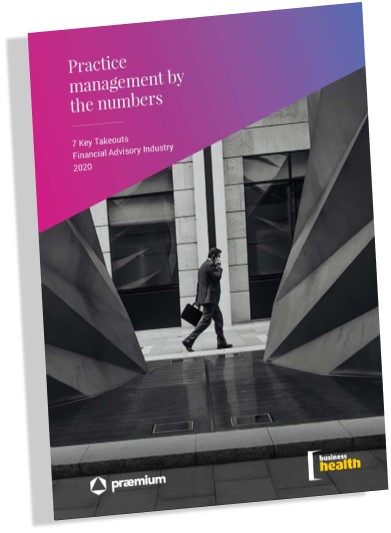 Practice
management by
the numbers
7 Key Takeouts
Financial Advisory Industry
2020
præmium
business
health